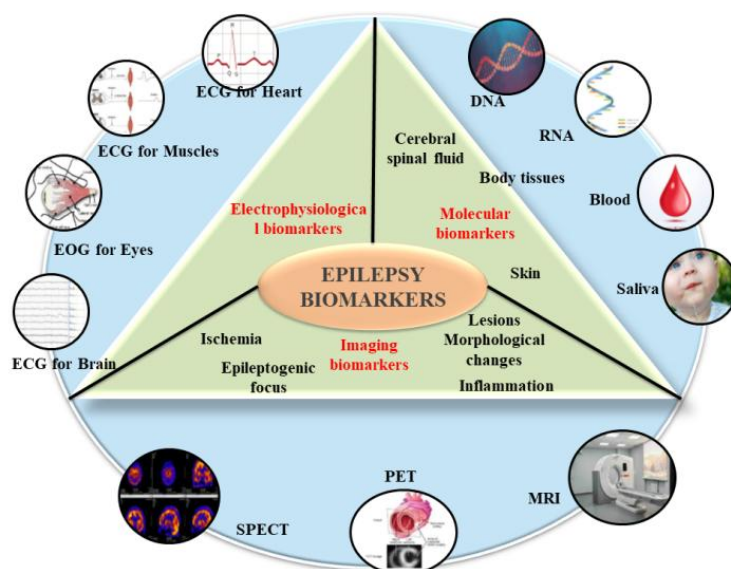 ECG for Heart
DNA
RNA
ECG for Muscles
Cerebral
spinal fluid
Body tissues
Blood
Electrophysiologica
l biomarkers
Molecular
biomarkers
EOG for Eyes
Skin
Saliva
EPILEPSY
BIOMARKERS
ECG for Brain
Ischemia
Epileptogenic
focus
Imaging
biomarkers
Lesions
Morphological
changes
Inflammation
SPECT
PET
MRI